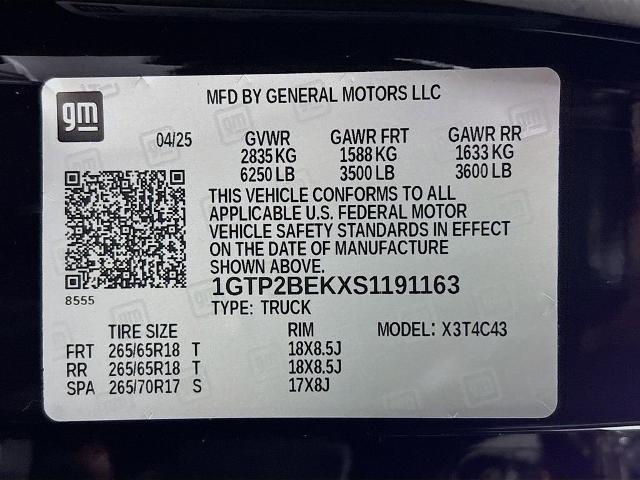 gm
MFD BY GENERAL MOTORS LLC
04/25 GVWR GAWR FRT GAWR RR
2835 KG 1588 KG 1633 KG
6250 LB 3500 LB 3600 LB
THIS VEHICLE CONFORMS TO ALL
APPLICABLE U.S. FEDERAL MOTOR
VEHICLE SAFETY STANDARDS IN EFFECT
ON THE DATE OF MANUFACTURE
SHOWN ABOVE.
8555 1GTP2BEKXS1191163
TYPE: TRUCK
TIRE SIZE RIM MODEL: X3T4C43
FRT 265/65R18 T 18X8.5J
RR 265/65R18 T 18X8.5J
SPA 265/70R17 S 17X8J